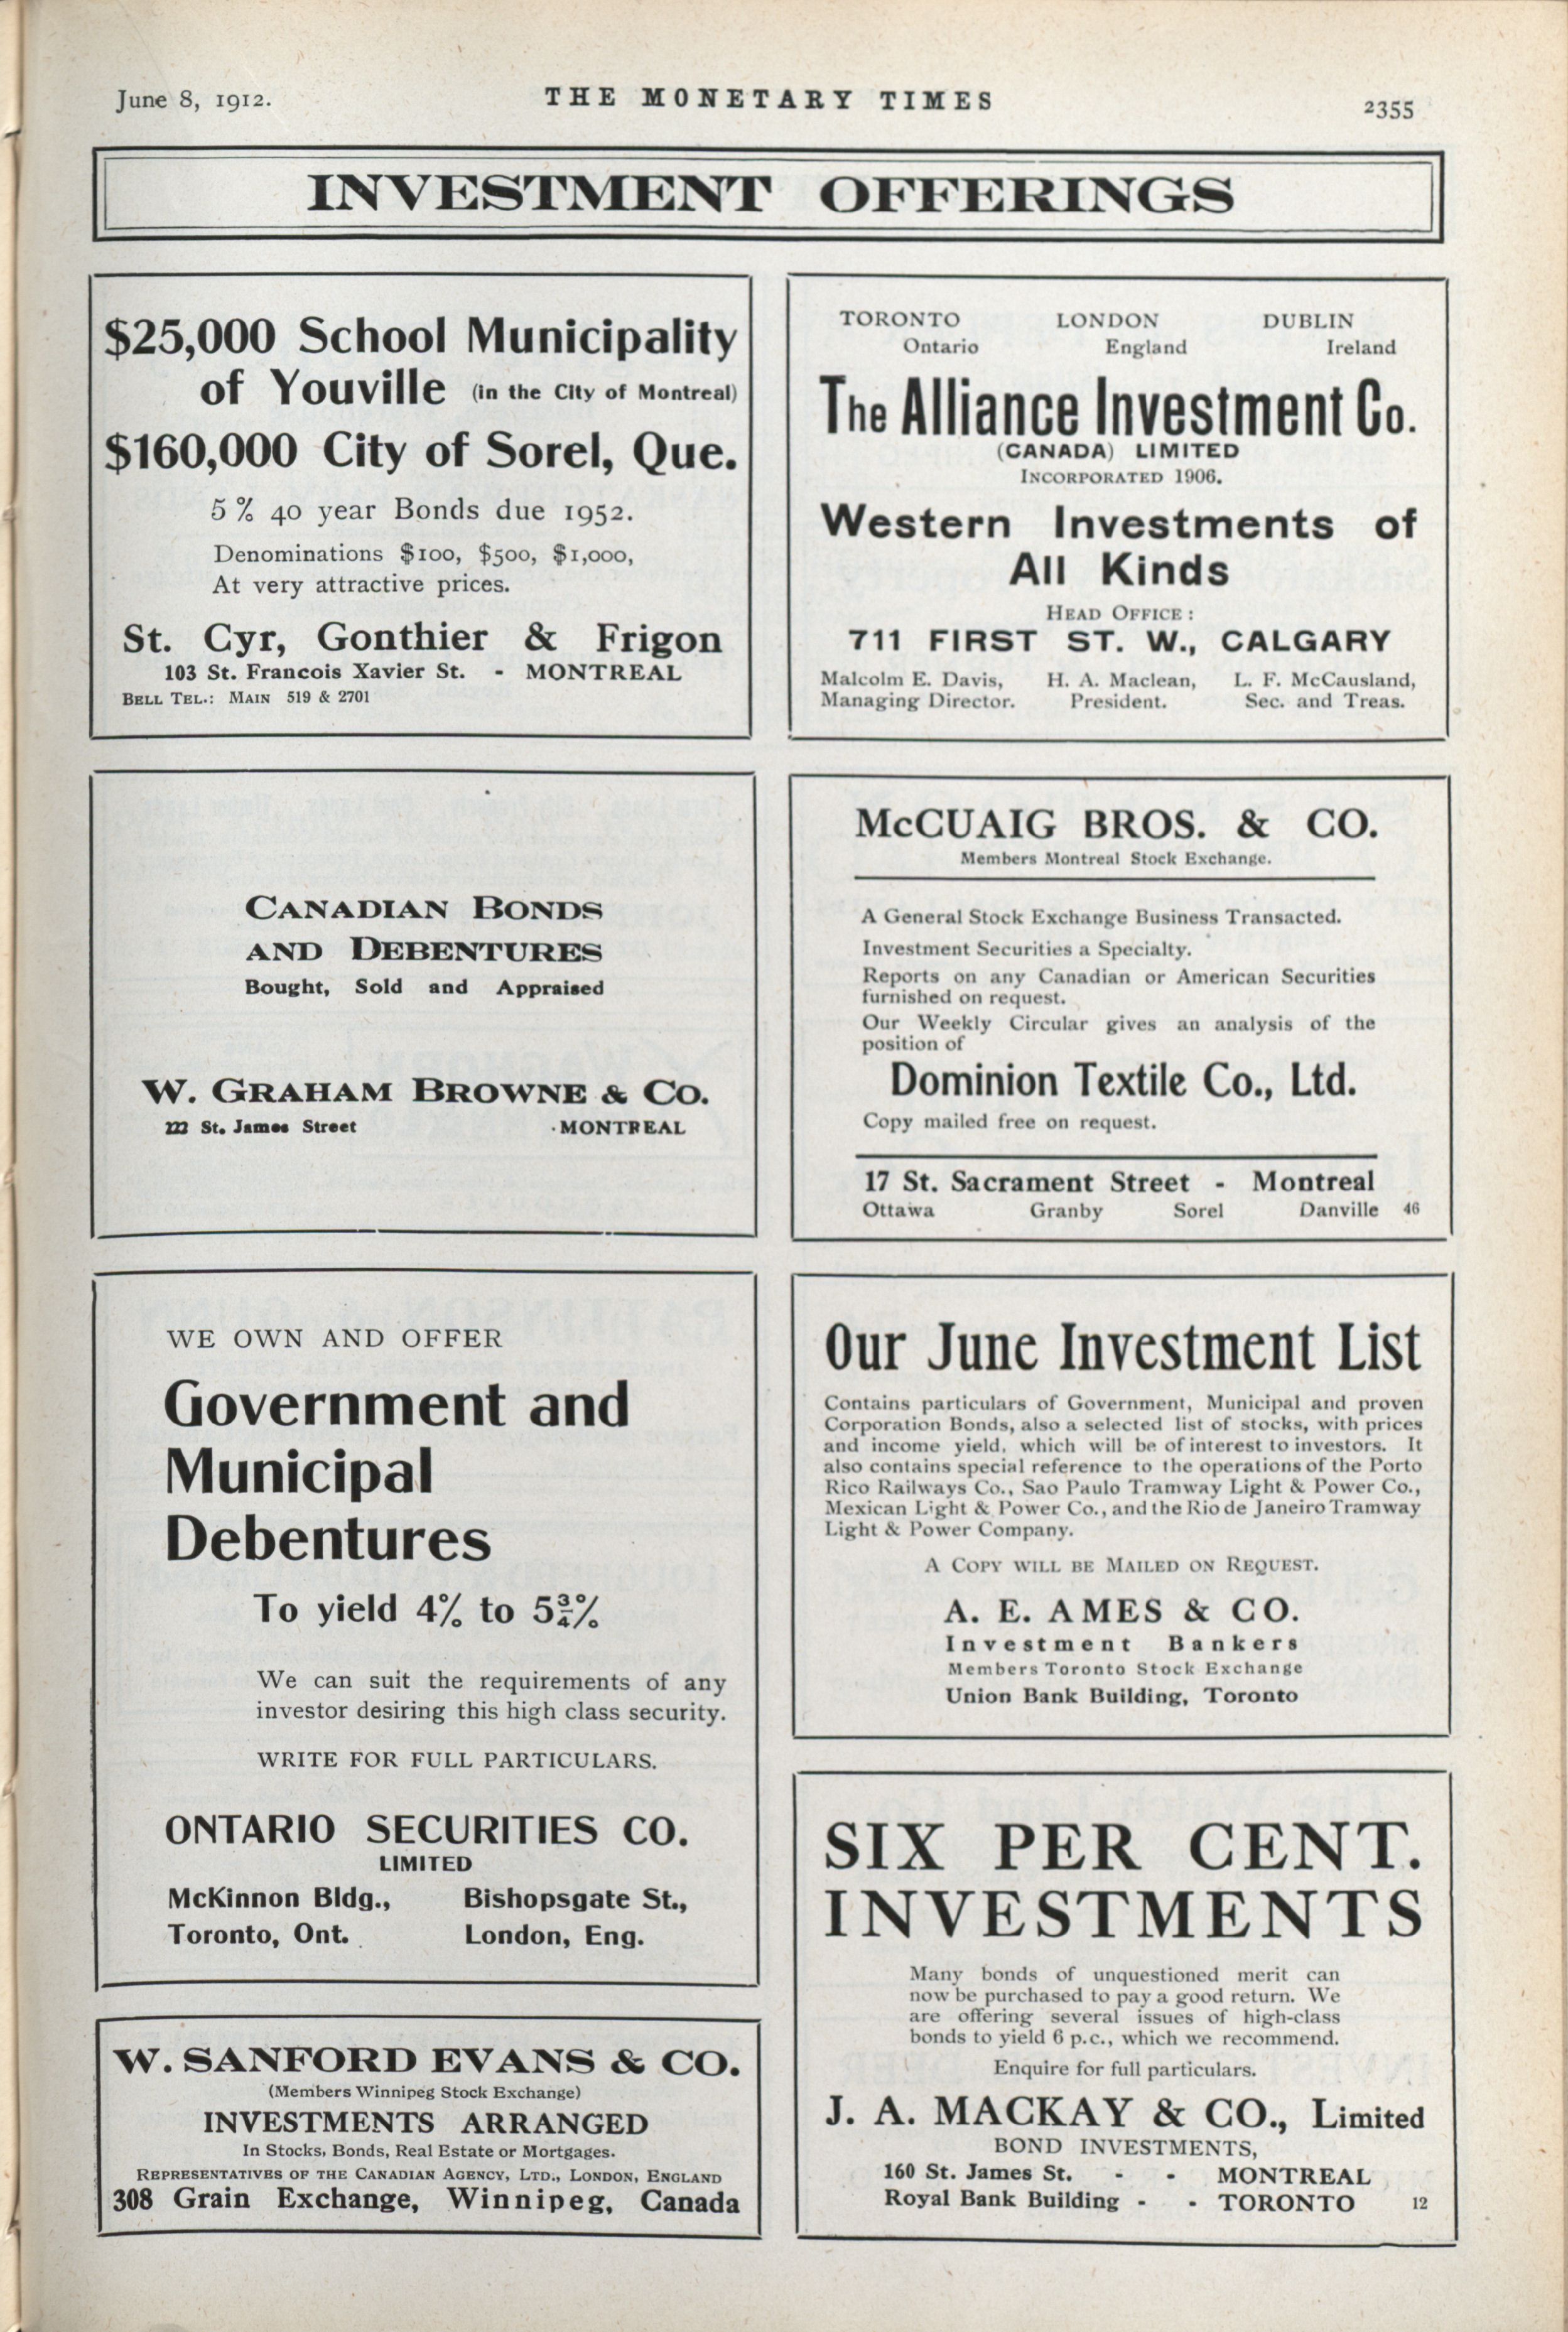 June 8, 1912.
THE MONETARY TIMES
2355
INVESTMENT OFFERINGS
$25,000 School Municipality
of Youville (in the City of Montreal)
$160,000 City of Sorel, Que.
5% 40 year Bonds due 1952.
Denominations $100, $500, $1,000,
At very attractive prices.
St. Cyr, Gonthier & Frigon
103 St. Francois Xavier St. - MONTREAL
BELL TEL.: MAIN 519 & 2701
TORONTO LONDON DUBLIN
Ontario England Ireland
The Alliance Investment Co.
(CANADA) LIMITED
INCORPORATED 1906.
Western Investments of
All Kinds
HEAD OFFICE:
711 FIRST ST. W., CALGARY
Malcolm E. Davis, H. A. Maclean, L. F. McCausland,
Managing Director. President. Sec. and Treas.
CANADIAN BONDS
AND DEBENTURES
Bought, Sold and Appraised
W. GRAHAM BROWNE & CO.
222 St. James Street MONTREAL
McCUAIG BROS. & CO.
Members Montreal Stock Exchange.
A General Stock Exchange Business Transacted.
Investment Securities a Specialty.
Reports on any Canadian or American Securities
furnished on request.
Our Weekly Circular gives an analysis of the
position of
Dominion Textile Co., Ltd.
Copy mailed free on request.
17 St. Sacrament Street - Montreal
Ottawa Granby Sorel Danville 46
WE OWN AND OFFER
Government and
Municipal
Debentures
To yield 4% to 5¾%
We can suit the requirements of any
investor desiring this high class security.
WRITE FOR FULL PARTICULARS.
ONTARIO SECURITIES CO.
LIMITED
McKinnon Bldg., Bishopsgate St.,
Toronto, Ont. London, Eng.
Our June Investment List
Contains particulars of Government, Municipal and proven
Corporation Bonds, also a selected list of stocks, with prices
and income yield, which will be of interest to investors. It
also contains special reference to the operations of the Porto
Rico Railways Co., Sao Paulo Tramway Light & Power Co.,
Mexican Light & Power Co., and the Rio de Janeiro Tramway
Light & Power Company.
A COPY WILL BE MAILED ON REQUEST.
A. E. AMES & CO.
Investment Bankers
Members Toronto Stock Exchange
Union Bank Building, Toronto
W. SANFORD EVANS & CO.
(Members Winnipeg Stock Exchange)
INVESTMENTS ARRANGED
In Stocks, Bonds, Real Estate or Mortgages.
REPRESENTATIVES OF THE CANADIAN AGENCY, LTD., LONDON, ENGLAND
308 Grain Exchange, Winnipeg, Canada
SIX PER CENT.
INVESTMENTS
Many bonds of unquestioned merit can
now be purchased to pay a good return. We
are offering several issues of high-class
bonds to yield 6 p.c., which we recommend.
Enquire for full particulars.
J. A. MACKAY & CO., Limited
BOND INVESTMENTS,
160 St. James St. - - MONTREAL
Royal Bank Building - - TORONTO 12